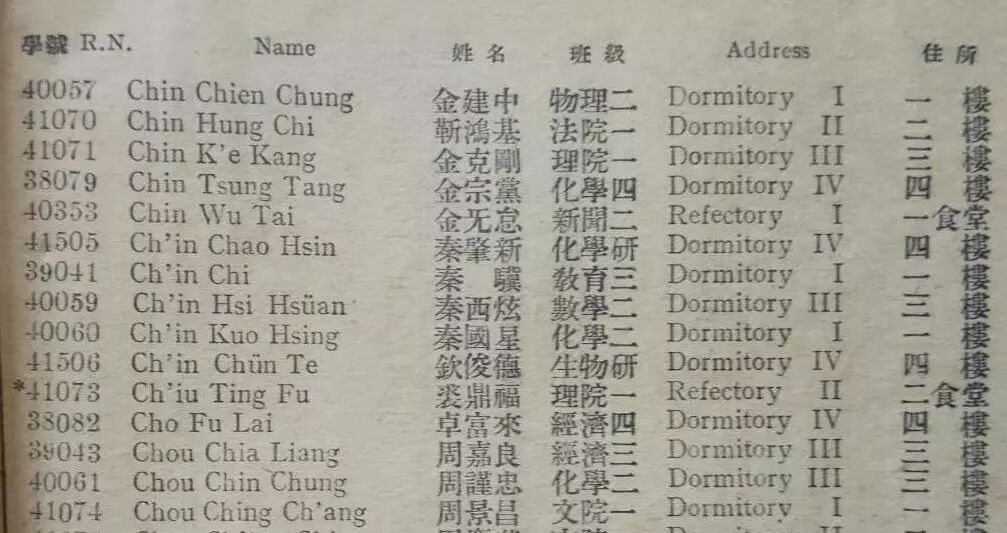 學號 R.N. Name 姓名 班級 Address 住所
40057 Chin Chien Chung 金建中 物理二 Dormitory I 一樓
41070 Chin Hung Chi 靳鴻基 法院一 Dormitory II 二樓
41071 Chin K'e Kang 金克剛 理院一 Dormitory III 三樓
38079 Chin Tsung Tang 金宗黨 化學四 Dormitory IV 四樓
40353 Chin Wu Tai 金旡怠 新聞二 Refectory I 一食堂
41505 Ch'in Chao Hsin 秦肇新 化學研 Dormitory IV 四樓
39041 Ch'in Chi 秦驥 教育三 Dormitory I 一樓
40059 Ch'in Hsi Hsüan 秦西炫 數學二 Dormitory III 三樓
40060 Ch'in Kuo Hsing 秦國星 化學二 Dormitory I 一樓
41506 Ch'in Chün Te 欽俊德 生物研 Dormitory IV 四樓
*41073 Ch'iu Ting Fu 裘鼎福 理院一 Refectory II 二食堂
38082 Cho Fu Lai 卓富來 經濟四 Dormitory IV 四樓
39043 Chou Chia Liang 周嘉良 經濟三 Dormitory III 三樓
40061 Chou Chin Chung 周謹忠 化學二 Dormitory III 三樓
41074 Chou Ching Ch'ang 周景昌 文院一 Dormitory I 一樓